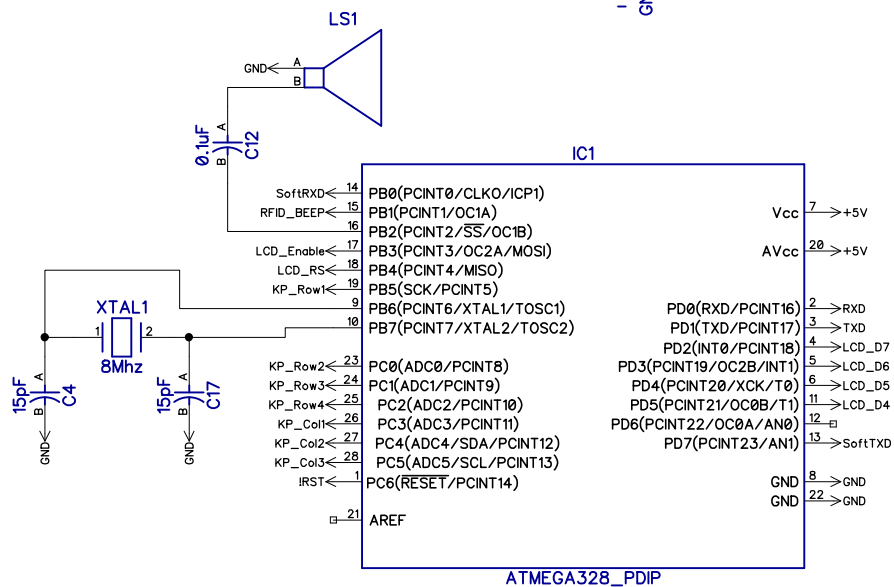 GND
LS1
GND A
B
0.1uF A B C12
IC1
SoftRXD 14 PB0(PCINT0/CLKO/ICP1)
RFID_BEEP 15 PB1(PCINT1/OC1A)
16 PB2(PCINT2/SS/OC1B)
Vcc 7 +5V
LCD_Enable 17 PB3(PCINT3/OC2A/MOSI)
AVcc 20 +5V
LCD_RS 18 PB4(PCINT4/MISO)
KP_Row1 19 PB5(SCK/PCINT5)
9 PB6(PCINT6/XTAL1/TOSC1)
PD0(RXD/PCINT16) 2 RXD
10 PB7(PCINT7/XTAL2/TOSC2)
PD1(TXD/PCINT17) 3 TXD
XTAL1
1 2
8Mhz
PD2(INT0/PCINT18) 4 LCD_D7
KP_Row2 23 PC0(ADC0/PCINT8)
PD3(PCINT19/OC2B/INT1) 5 LCD_D6
KP_Row3 24 PC1(ADC1/PCINT9)
PD4(PCINT20/XCK/T0) 6 LCD_D5
15pF A B C4
GND
15pF A B C17
GND
KP_Row4 25 PC2(ADC2/PCINT10)
PD5(PCINT21/OC0B/T1) 11 LCD_D4
KP_Col1 26 PC3(ADC3/PCINT11)
PD6(PCINT22/OC0A/AN0) 12
KP_Col2 27 PC4(ADC4/SDA/PCINT12)
PD7(PCINT23/AN1) 13 SoftTXD
KP_Col3 28 PC5(ADC5/SCL/PCINT13)
!RST 1 PC6(RESET/PCINT14)
GND 8 GND
GND 22 GND
21 AREF
ATMEGA328_PDIP